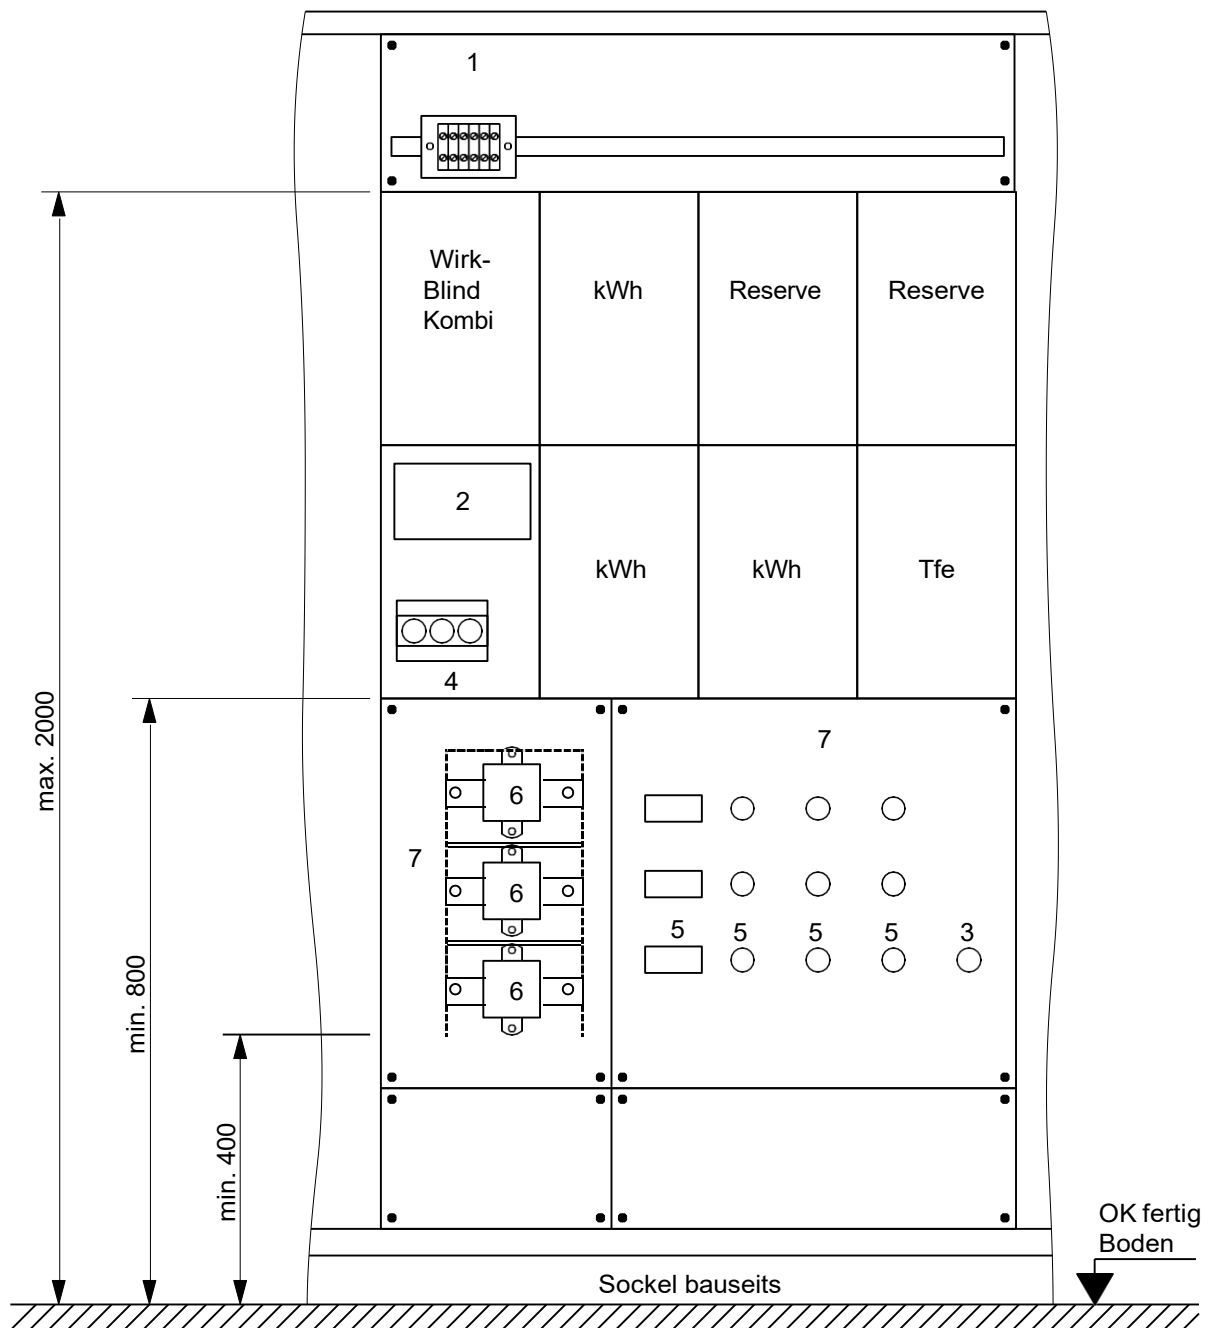 1
Wirk-
Blind
Kombi
kWh
Reserve
Reserve
2
kWh
kWh
Tfe
4
max. 2000
min. 800
min. 400
7
6
7
6
5
5
5
5
3
6
OK fertig
Boden
Sockel bauseits